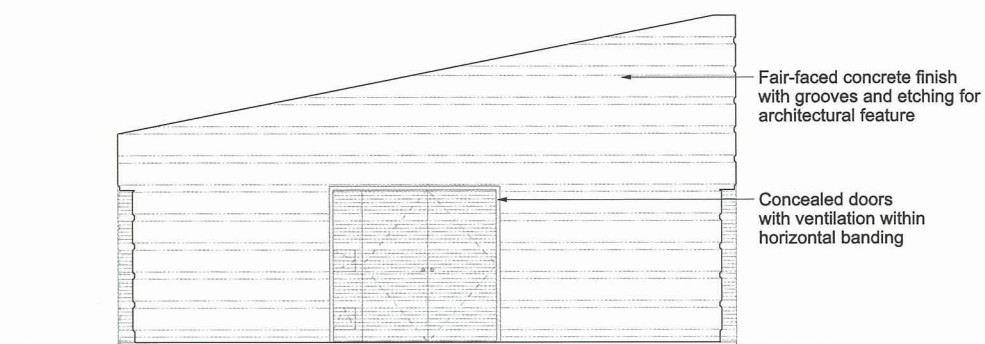 Fair-faced concrete finish
with grooves and etching for
architectural feature
Concealed doors
with ventilation within
horizontal banding